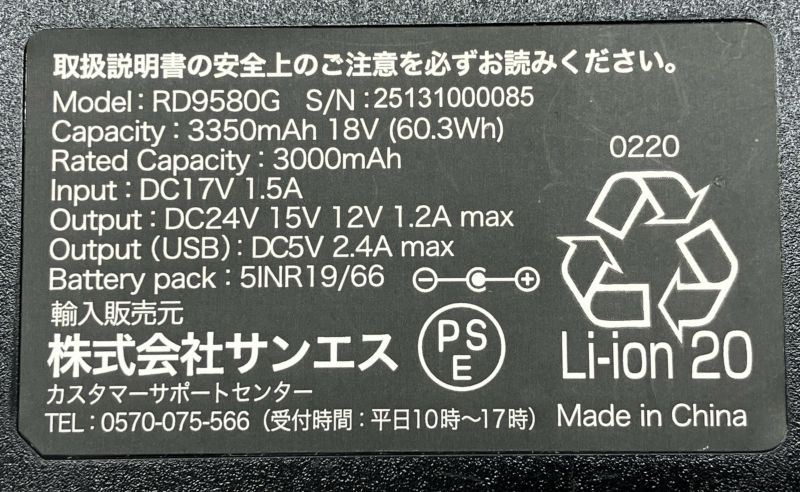 取扱説明書の安全上のご注意を必ずお読みください。
Model : RD9580G S/N : 25131000085
Capacity : 3350mAh 18V (60.3Wh)
Rated Capacity : 3000mAh
Input : DC17V 1.5A
Output : DC24V 15V 12V 1.2A max
Output (USB) : DC5V 2.4A max
Battery pack : 5INR19/66
輸入販売元
株式会社サンエス
カスタマーサポートセンター
TEL : 0570-075-566（受付時間 : 平日10時〜17時）
PSE
0220
Li-ion 20
Made in China